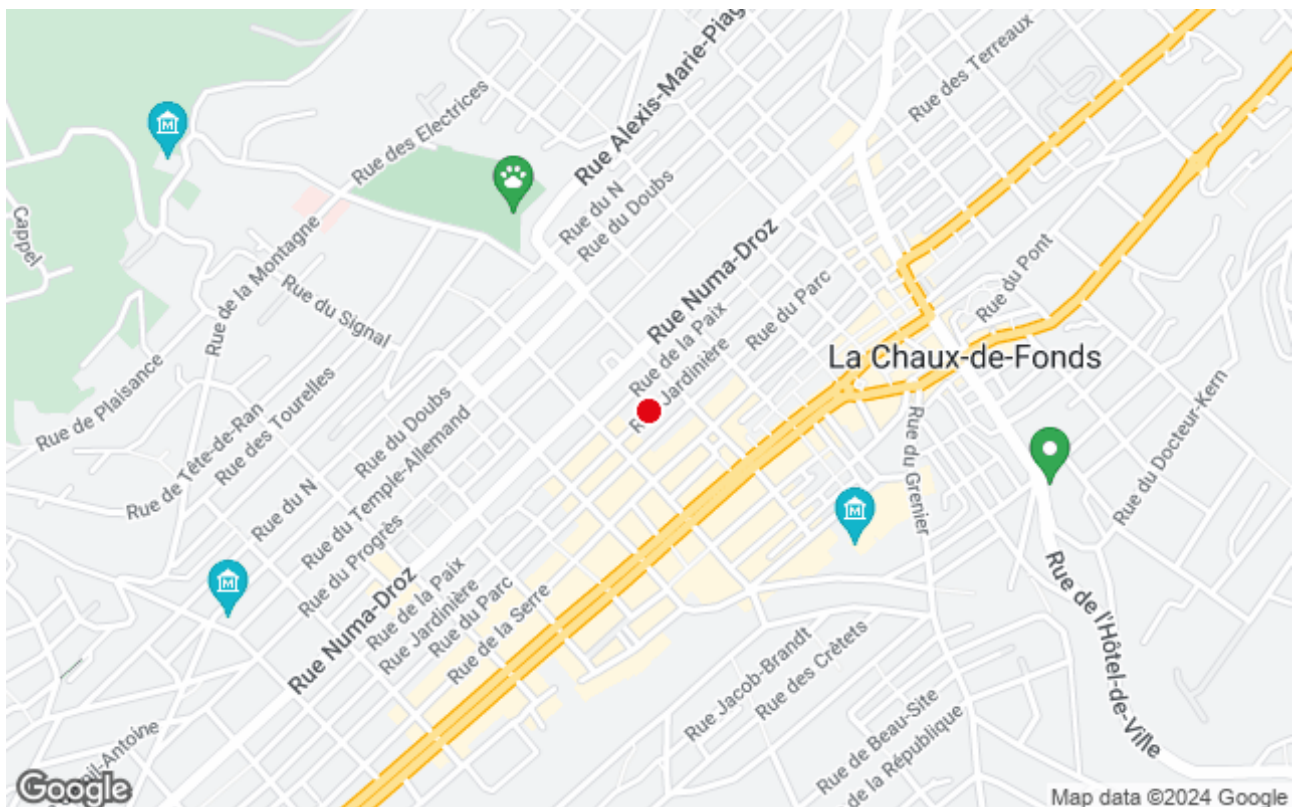 Rue Alexis-Marie-Piag
Rue des Terreaux
Rue des Electrices
Rue du N
Rue du Doubs
Cappel
Rue de la Montagne
Rue du Signal
Rue Numa-Droz
Rue de la Paix
Rue du Parc
Rue du Pont
La Chaux-de-Fonds
Jardinière
Rue de Plaisance
Rue des Tourelles
Rue de Tête-de-Ran
Rue du Doubs
Rue du Temple-Allemand
Rue du N
Rue du Progrès
Rue du Grenier
Rue du Docteur-Kern
Rue Numa-Droz
Rue de la Paix
Rue Jardinière
Rue du Parc
Rue de la Serre
Rue Jacob-Brandt
Rue des Crêtets
Rue de Beau-Site
de la République
Rue de l'Hôtel-de-Ville
Antoine
Google
Map data ©2024 Google